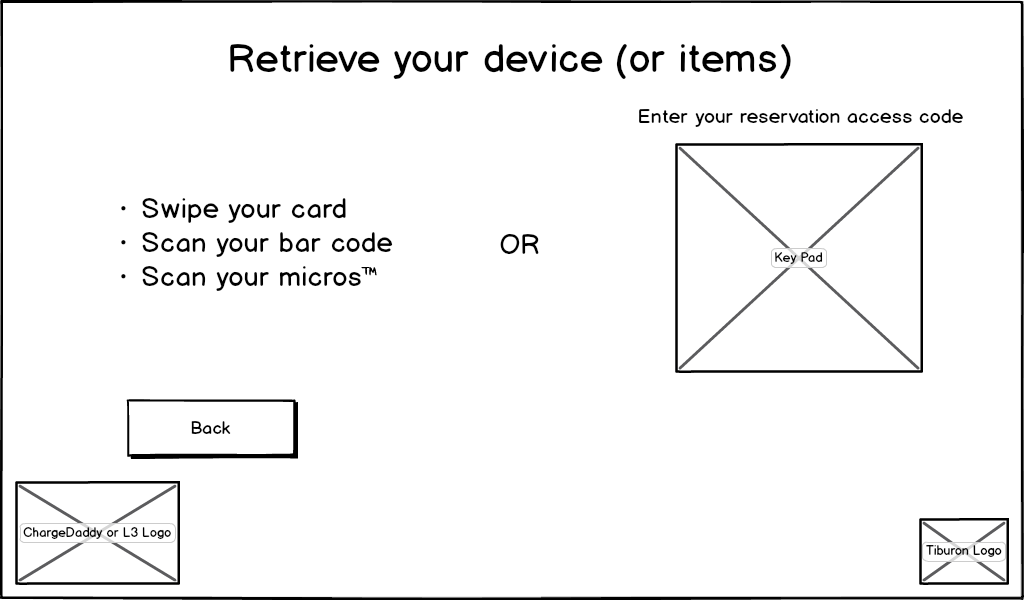 Retrieve your device (or items)
Enter your reservation access code
• Swipe your card
• Scan your bar code
• Scan your micros™
OR
Key Pad
Back
ChargeDaddy or L3 Logo
Tiburon Logo